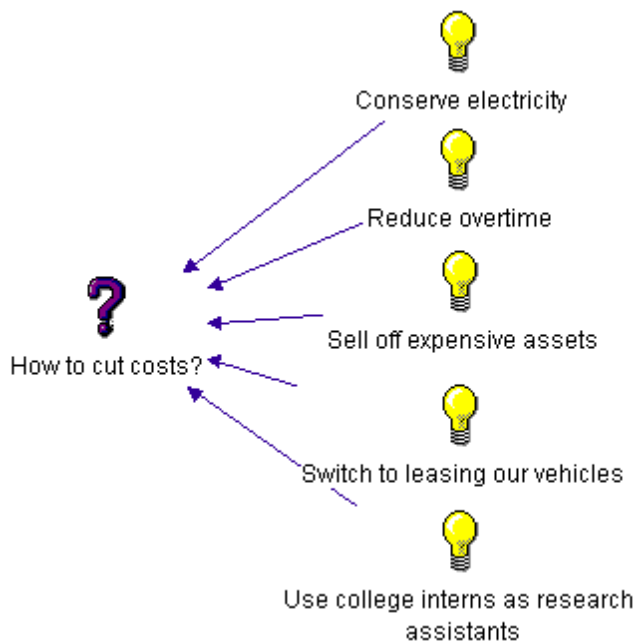 Conserve electricity
Reduce overtime
Sell off expensive assets
How to cut costs?
Switch to leasing our vehicles
Use college interns as research
assistants